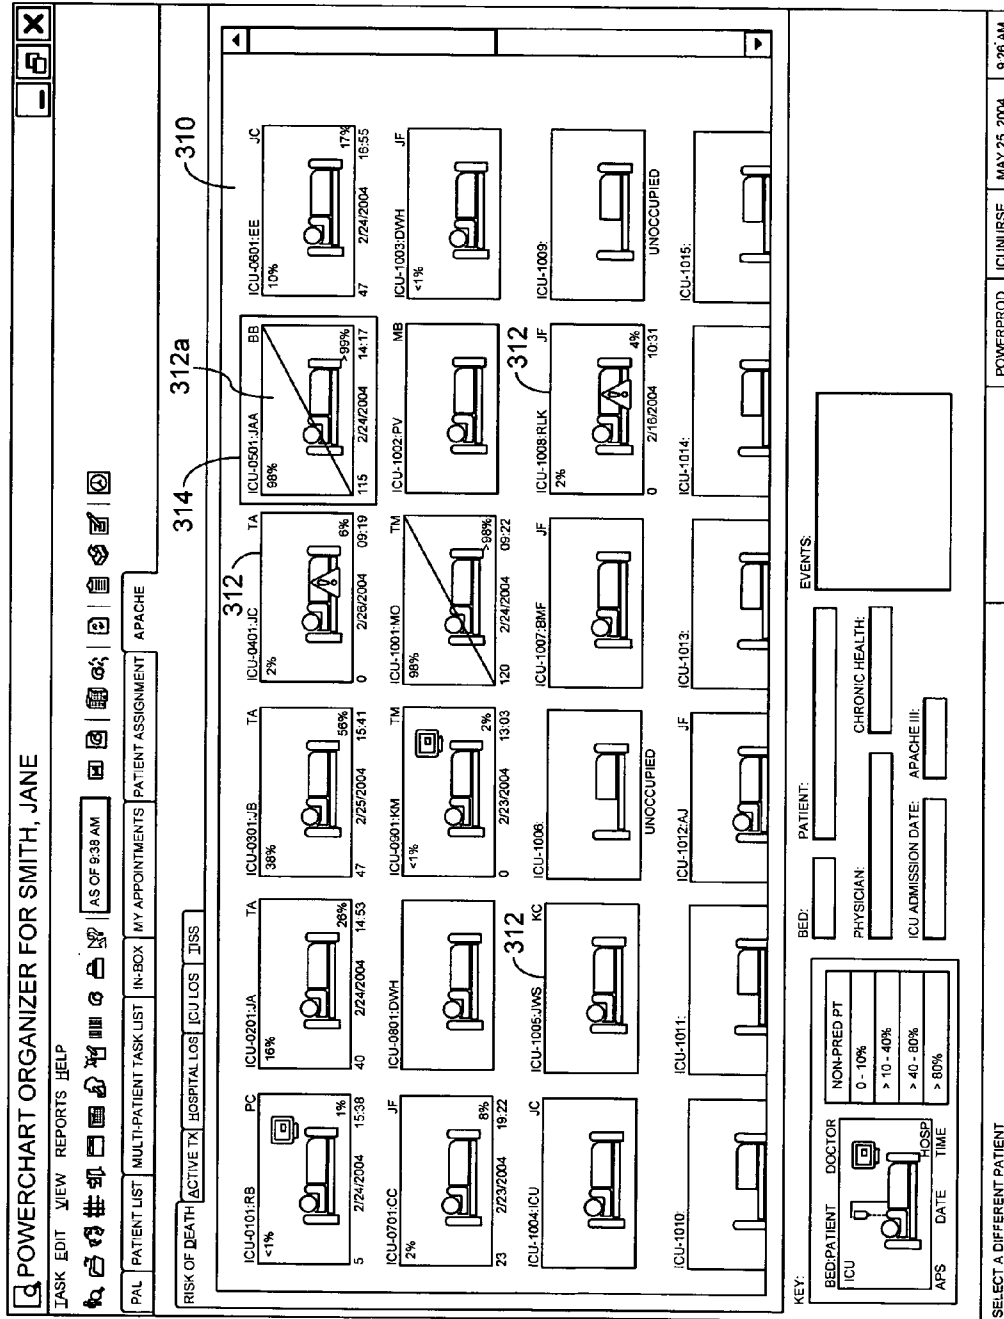 POWERCHART ORGANIZER FOR SMITH, JANE
TASK EDIT VIEW REPORTS HELP
AS OF 9:38 AM
PAL PATIENT LIST MULTI-PATIENT TASK LIST IN-BOX MY APPOINTMENTS PATIENT ASSIGNMENT APACHE
RISK OF DEATH ACTIVE TX HOSPITAL LOS ICU LOS TISS
314
312
312a
310
ICU-0101:RB PC
<1%
1%
5 2/24/2004 15:38
ICU-0201:JA TA
16%
26%
40 2/24/2004 14:53
ICU-0301:JB TA
38%
56%
47 2/25/2004 15:41
ICU-0401:JC TA
2%
6%
0 2/26/2004 09:19
ICU-0501:JAA BB
98%
>99%
115 2/24/2004 14:17
ICU-0601:EE JC
10%
17%
47 2/24/2004 16:55
ICU-0701:CC JF
2%
8%
23 2/23/2004 19:22
ICU-0801:DWH
ICU-0901:KM TM
<1%
2%
0 2/23/2004 13:03
ICU-1001:MO TM
98%
>98%
120 2/24/2004 09:22
ICU-1002:PV MB
ICU-1003:DWH JF
<1%
312
312
ICU-1004:ICU JC
ICU-1005:JWS KC
ICU-1006:
UNOCCUPIED
ICU-1007:BMF JF
ICU-1008:RLK JF
2%
4%
0 2/16/2004 10:31
ICU-1009:
UNOCCUPIED
ICU-1010:
ICU-1011:
ICU-1012:AJ JF
ICU-1013:
ICU-1014:
ICU-1015:
KEY:
BED:PATIENT DOCTOR
ICU
HOSP
APS DATE TIME
NON-PRED PT
0 - 10%
> 10 - 40%
> 40 - 80%
> 80%
BED: PATIENT:
PHYSICIAN: CHRONIC HEALTH:
ICU ADMISSION DATE: APACHE III:
EVENTS:
SELECT A DIFFERENT PATIENT
POWERPROD ICUNURSE MAY 25, 2004 9:26 AM